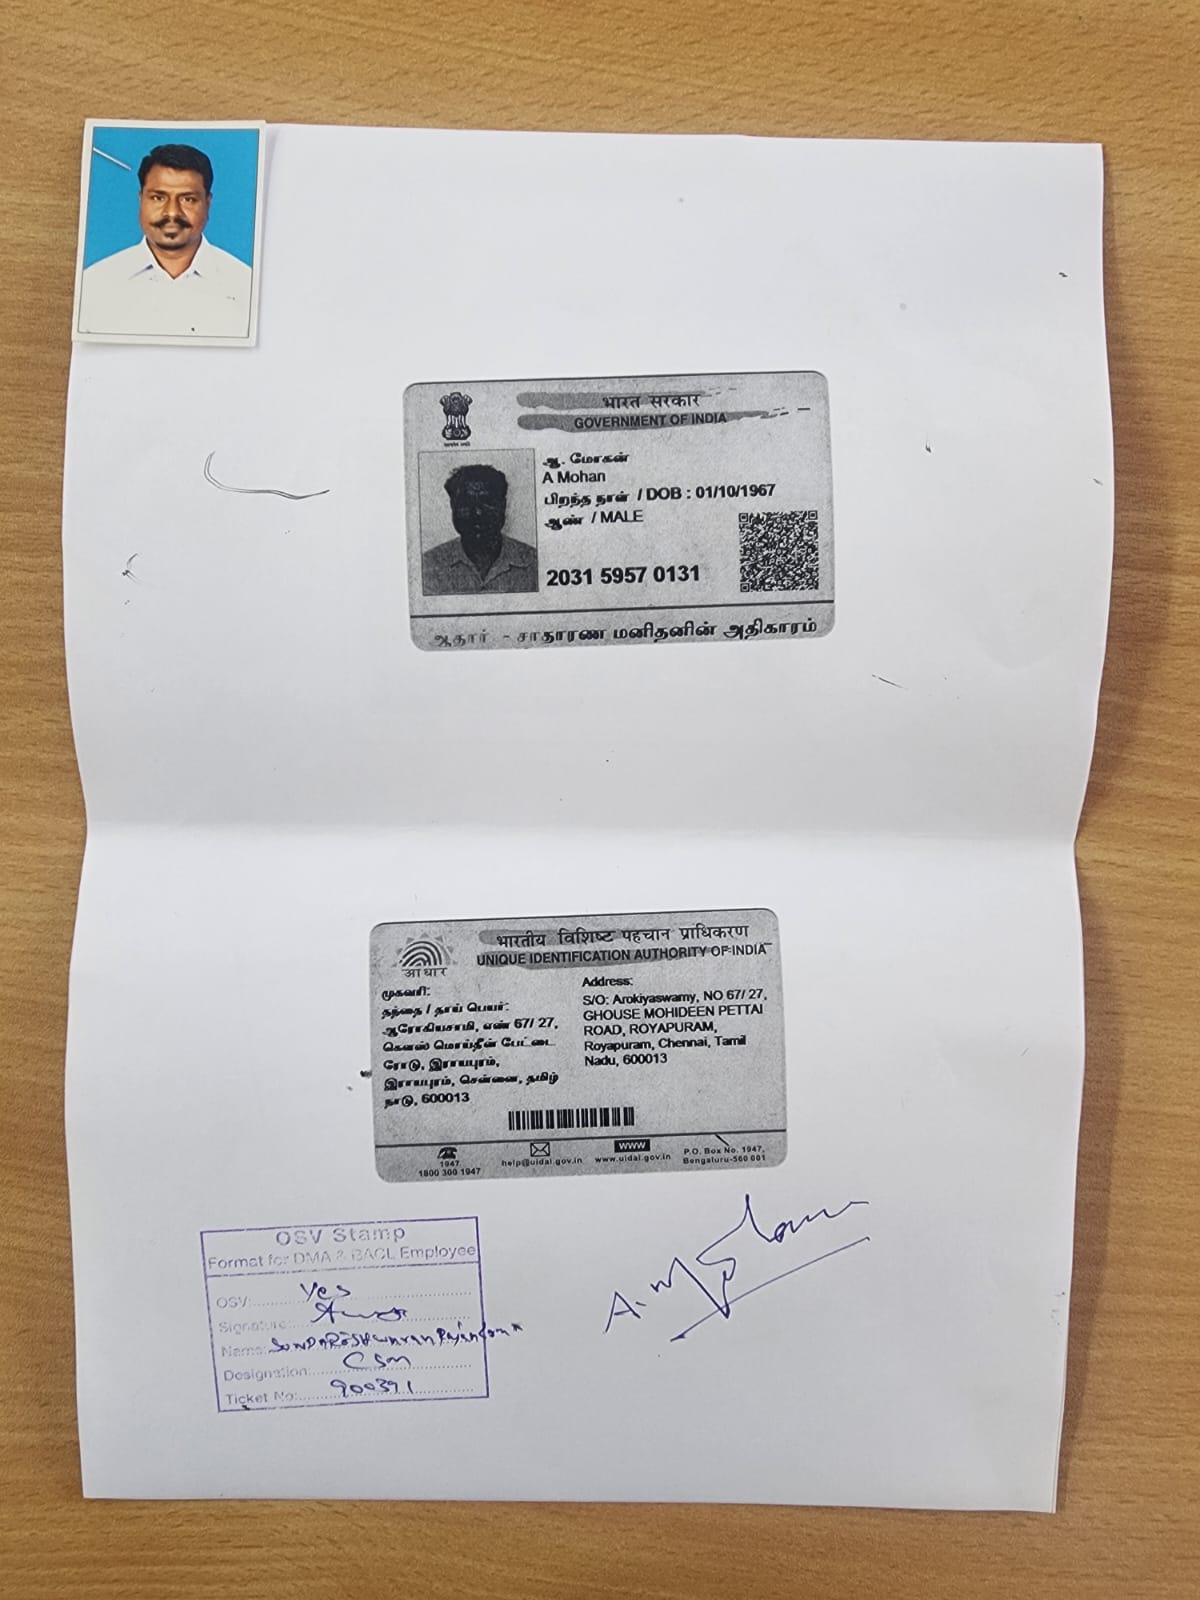 भारत सरकार
GOVERNMENT OF INDIA
ஆ. மோகன்
A Mohan
பிறந்த நாள் / DOB : 01/10/1967
ஆண் / MALE
2031 5957 0131
ஆதார் - சாதாரண மனிதனின் அதிகாரம்
भारतीय विशिष्ट पहचान प्राधिकरण
UNIQUE IDENTIFICATION AUTHORITY OF INDIA
आधार
முகவரி:
தந்தை / தாய் பெயர்:
ஆரோகியசாமி, எண் 67/ 27,
கௌஸ் மொய்தீன் பேட்டை
ரோடு, இராயபுரம்,
இராயபுரம், சென்னை, தமிழ்
நாடு, 600013
Address:
S/O: Arokiyaswamy, NO 67/ 27,
GHOUSE MOHIDEEN PETTAI
ROAD, ROYAPURAM,
Royapuram, Chennai, Tamil
Nadu, 600013
1947
1800 300 1947
help@uidai.gov.in
www
www.uidai.gov.in
P.O. Box No. 1947,
Bengaluru-560 001
OSV Stamp
Format for DMA & BACL Employee
OSV: Yes
Signature:
Name:
Designation: CSM
Ticket No: 900391